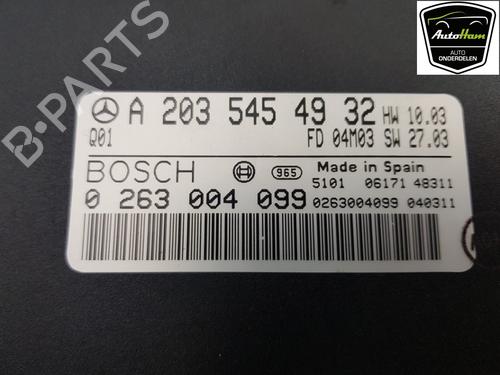 AutoHam
AUTO
ONDERDELEN
A 203 545 49 32 HW 10.03
Q01 FD 04M03 SW 27.03
BOSCH 965 Made in Spain
5101 06171 48311
0 263 004 099 0263004099 040311
B-Parts